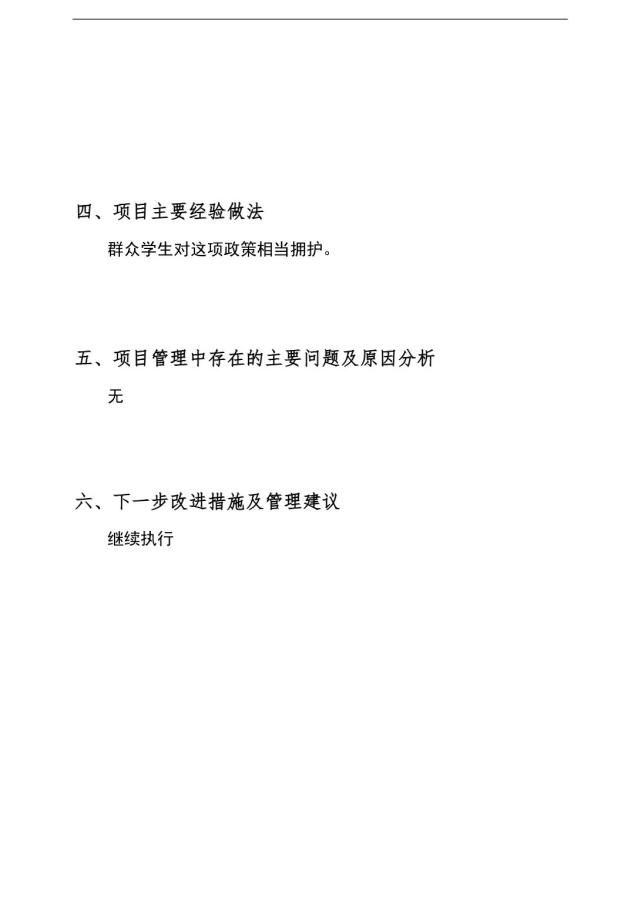 四、项目主要经验做法
群众学生对这项政策相当拥护。
五、项目管理中存在的主要问题及原因分析
无
六、下一步改进措施及管理建议
继续执行